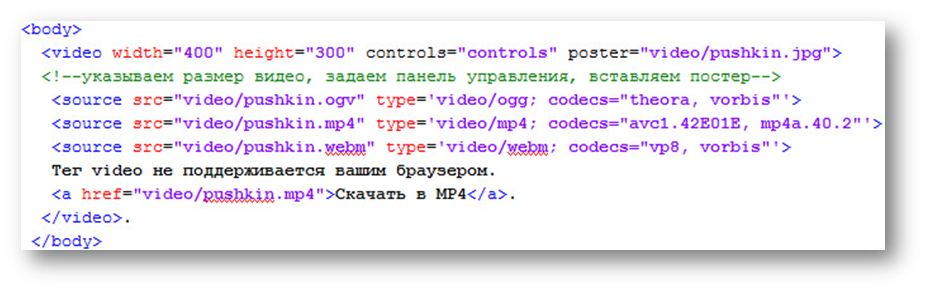 <body>
<video width="400" height="300" controls="controls" poster="video/pushkin.jpg">
<!--указываем размер видео, задаем панель управления, вставляем постер-->
<source src="video/pushkin.ogv" type='video/ogg; codecs="theora, vorbis"'>
<source src="video/pushkin.mp4" type='video/mp4; codecs="avc1.42E01E, mp4a.40.2"'>
<source src="video/pushkin.webm" type='video/webm; codecs="vp8, vorbis"'>
Тег video не поддерживается вашим браузером.
<a href="video/pushkin.mp4">Скачать в MP4</a>.
</video>.
</body>